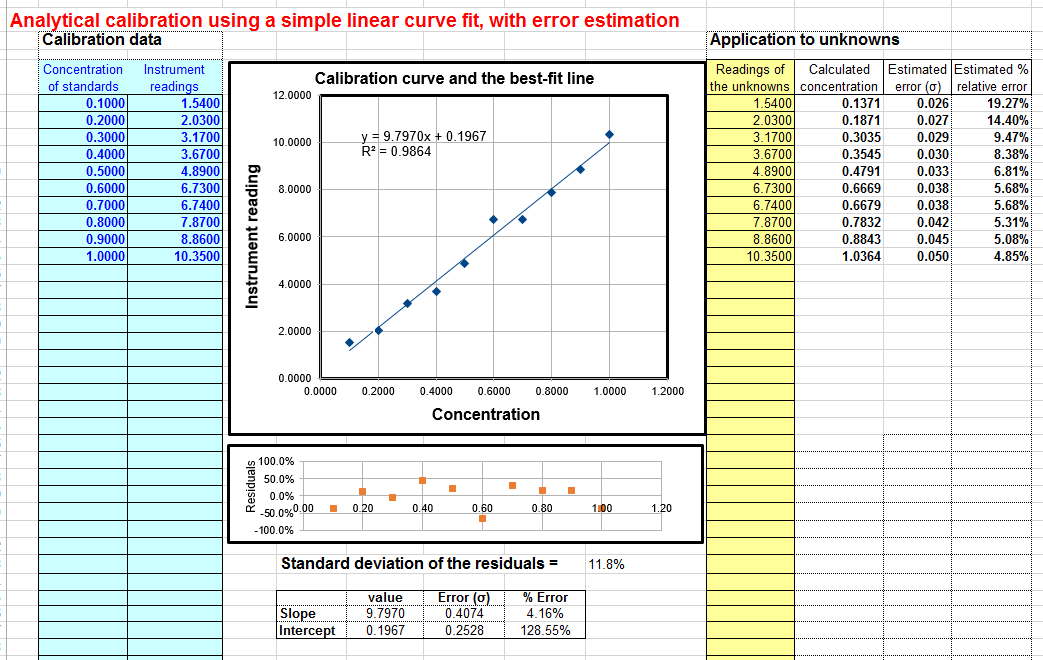 Analytical calibration using a simple linear curve fit, with error estimation
Calibration data
Concentration of standards Instrument readings
0.1000 1.5400
0.2000 2.0300
0.3000 3.1700
0.4000 3.6700
0.5000 4.8900
0.6000 6.7300
0.7000 6.7400
0.8000 7.8700
0.9000 8.8600
1.0000 10.3500
Calibration curve and the best-fit line
y = 9.7970x + 0.1967
R² = 0.9864
Instrument reading
12.0000
10.0000
8.0000
6.0000
4.0000
2.0000
0.0000
0.0000 0.2000 0.4000 0.6000 0.8000 1.0000 1.2000
Concentration
Residuals
100.0%
50.0%
0.0%
-50.0%
-100.0%
0.00 0.20 0.40 0.60 0.80 1.00 1.20
Standard deviation of the residuals = 11.8%
value Error (σ) % Error
Slope 9.7970 0.4074 4.16%
Intercept 0.1967 0.2528 128.55%
Application to unknowns
Readings of the unknowns Calculated concentration Estimated error (σ) Estimated % relative error
1.5400 0.1371 0.026 19.27%
2.0300 0.1871 0.027 14.40%
3.1700 0.3035 0.029 9.47%
3.6700 0.3545 0.030 8.38%
4.8900 0.4791 0.033 6.81%
6.7300 0.6669 0.038 5.68%
6.7400 0.6679 0.038 5.68%
7.8700 0.7832 0.042 5.31%
8.8600 0.8843 0.045 5.08%
10.3500 1.0364 0.050 4.85%